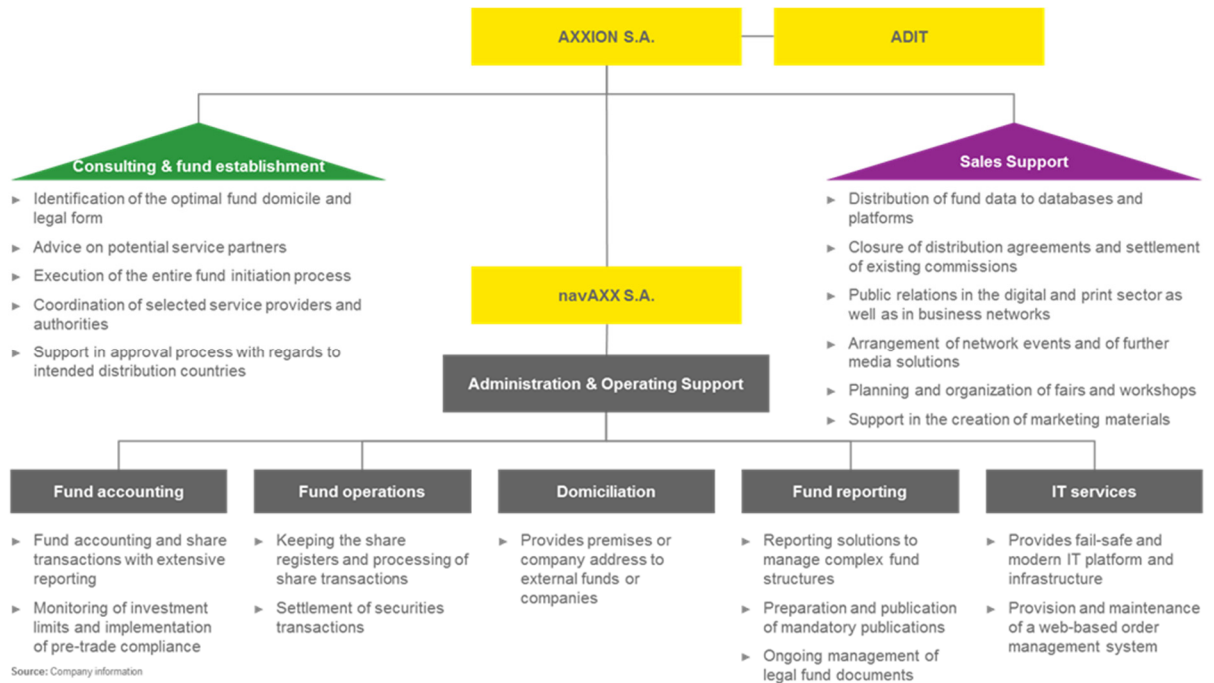 AXXION S.A.
ADIT
Consulting & fund establishment
► Identification of the optimal fund domicile and
legal form
► Advice on potential service partners
► Execution of the entire fund initiation process
► Coordination of selected service providers and
authorities
► Support in approval process with regards to
intended distribution countries
Sales Support
► Distribution of fund data to databases and
platforms
► Closure of distribution agreements and settlement
of existing commissions
► Public relations in the digital and print sector as
well as in business networks
► Arrangement of network events and of further
media solutions
► Planning and organization of fairs and workshops
► Support in the creation of marketing materials
navAXX S.A.
Administration & Operating Support
Fund accounting
► Fund accounting and share
transactions with extensive
reporting
► Monitoring of investment
limits and implementation
of pre-trade compliance
Fund operations
► Keeping the share
registers and processing of
share transactions
► Settlement of securities
transactions
Domiciliation
► Provides premises or
company address to
external funds or
companies
Fund reporting
► Reporting solutions to
manage complex fund
structures
► Preparation and publication
of mandatory publications
► Ongoing management of
legal fund documents
IT services
► Provides fail-safe and
modern IT platform and
infrastructure
► Provision and maintenance
of a web-based order
management system
Source: Company information